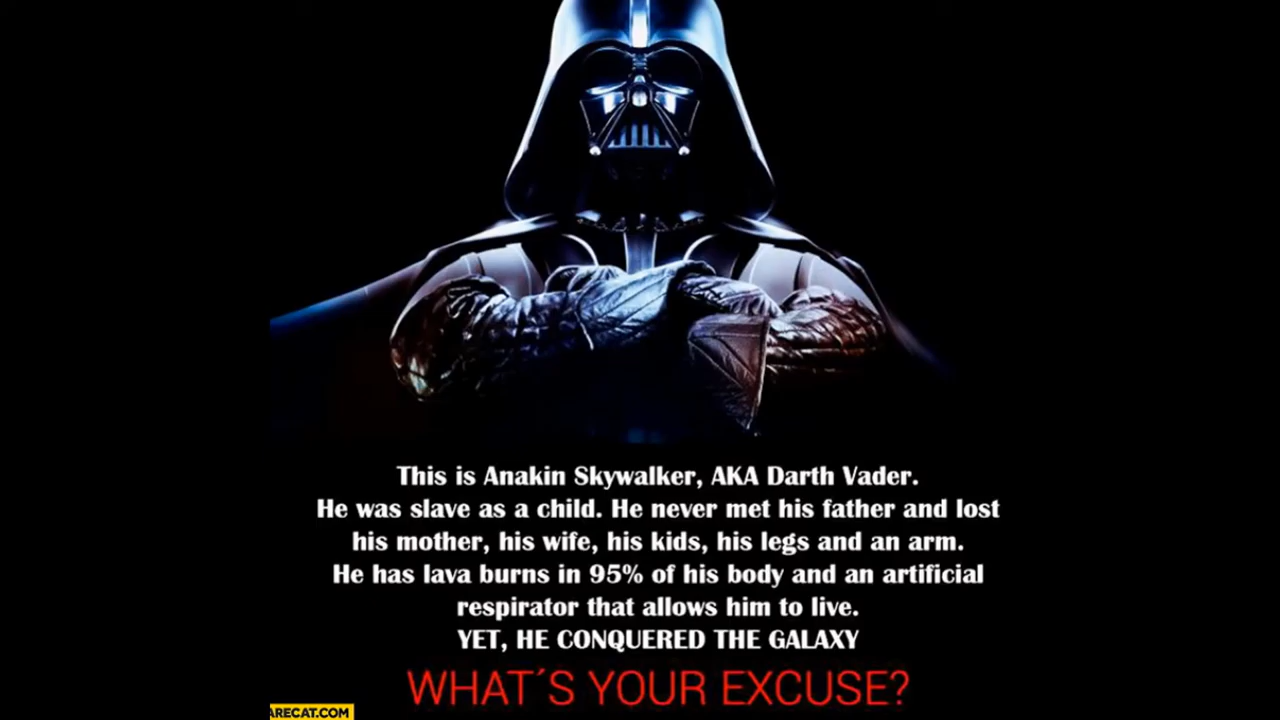 This is Anakin Skywalker, AKA Darth Vader.
He was slave as a child. He never met his father and lost
his mother, his wife, his kids, his legs and an arm.
He has lava burns in 95% of his body and an artificial
respirator that allows him to live.
YET, HE CONQUERED THE GALAXY
WHAT´S YOUR EXCUSE?
ARECAT.COM